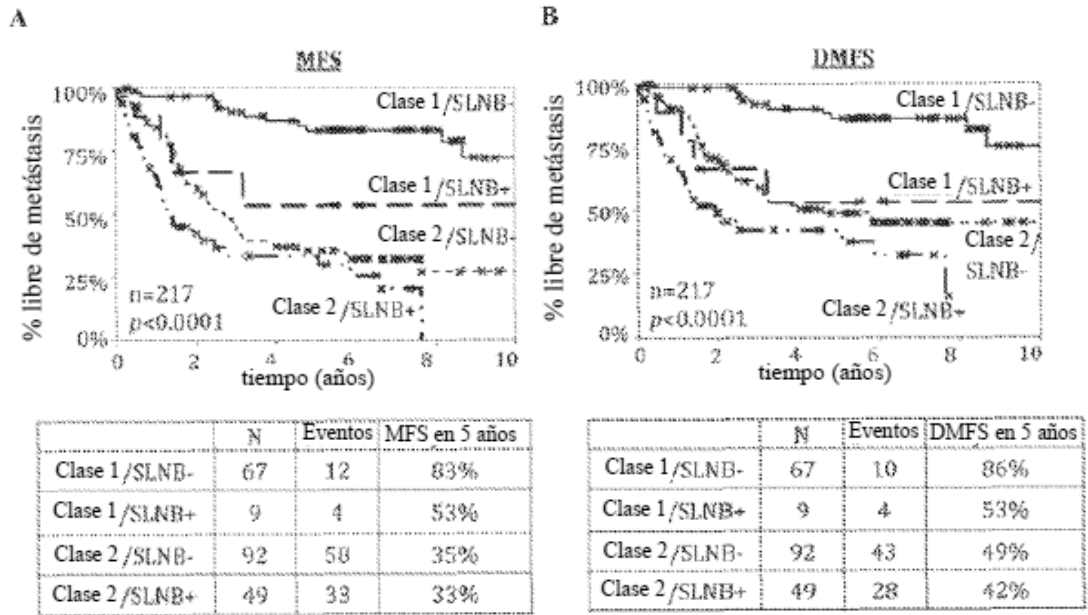 A
MFS
100%
75%
50%
25%
0%
% libre de metástasis
Clase 1/SLNB-
Clase 1/SLNB+
Clase 2/SLNB-
Clase 2/SLNB+
n=217
p<0.0001
0 2 4 6 8 10
tiempo (años)
N Eventos MFS en 5 años
Clase 1/SLNB- 67 12 83%
Clase 1/SLNB+ 9 4 53%
Clase 2/SLNB- 92 58 35%
Clase 2/SLNB+ 49 33 33%
B
DMFS
100%
75%
50%
25%
0%
% libre de metástasis
Clase 1/SLNB-
Clase 1/SLNB+
Clase 2/
SLNB-
Clase 2/SLNB+
n=217
p<0.0001
0 2 4 6 8 10
tiempo (años)
N Eventos DMFS en 5 años
Clase 1/SLNB- 67 10 86%
Clase 1/SLNB+ 9 4 53%
Clase 2/SLNB- 92 43 49%
Clase 2/SLNB+ 49 28 42%